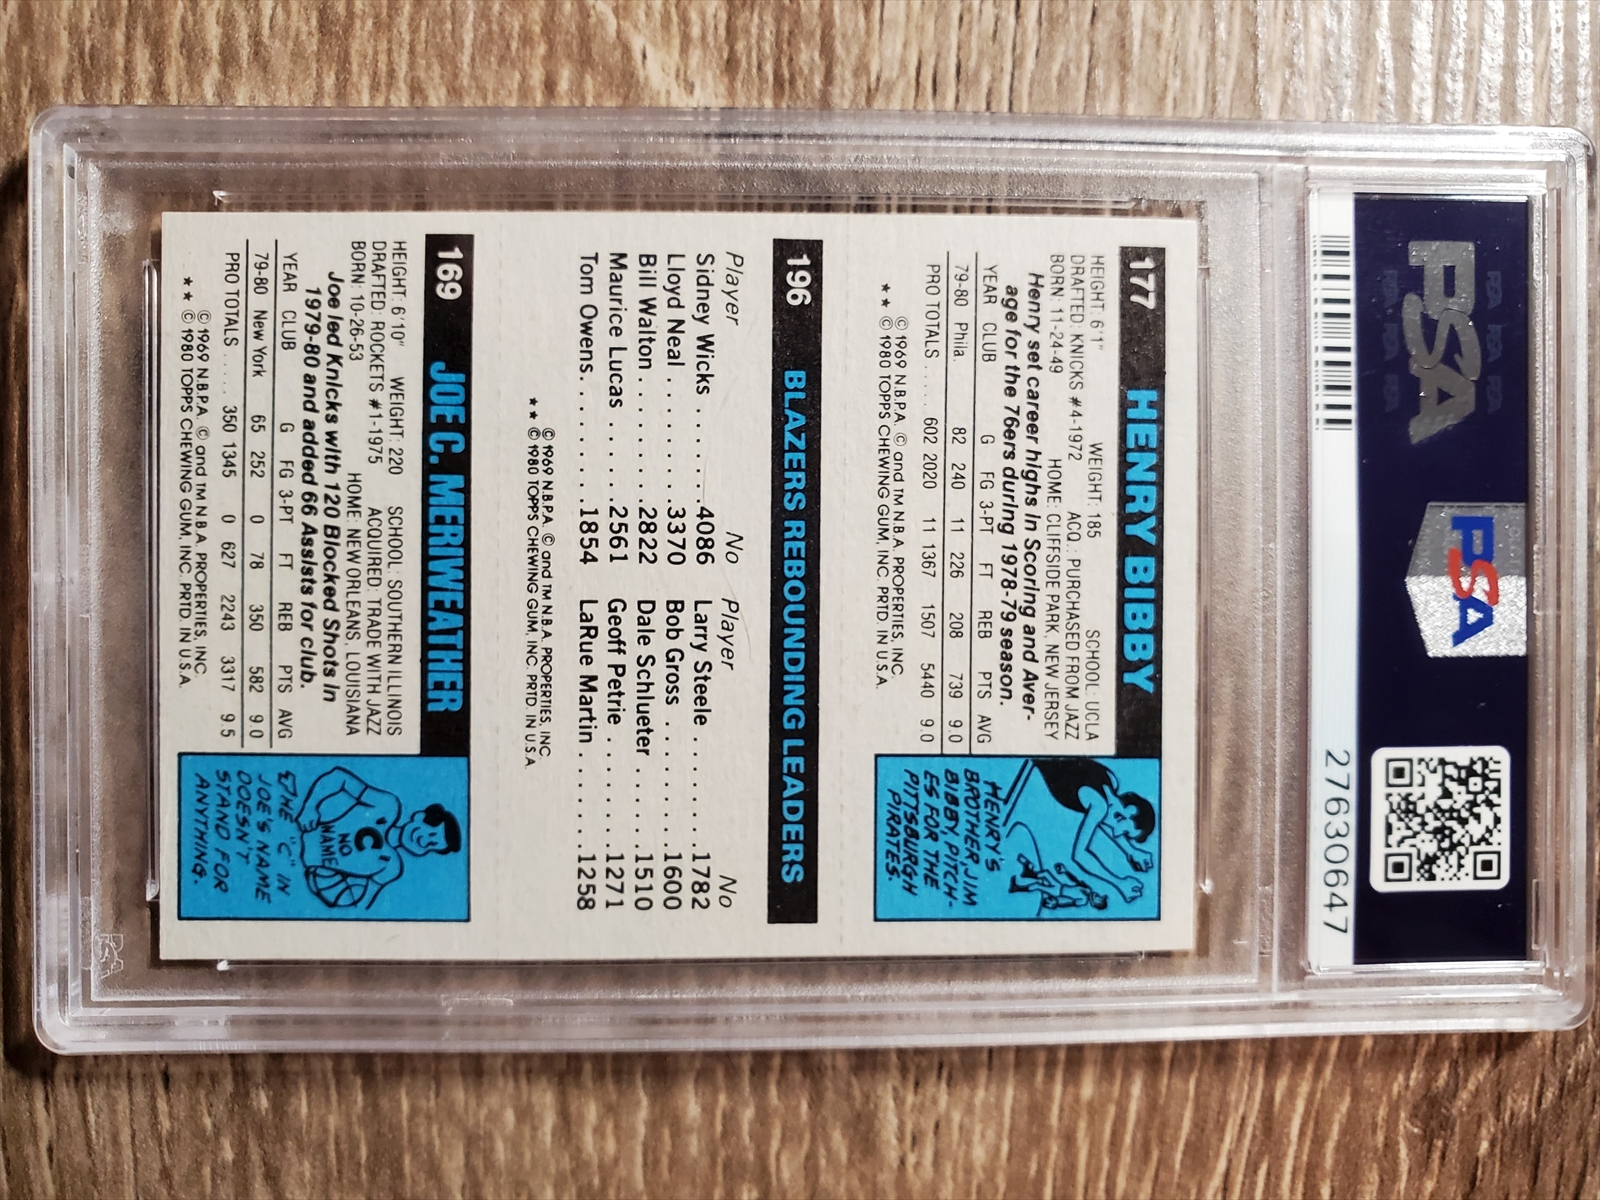 PSA
PSA
27630647
177 HENRY BIBBY
HEIGHT: 6'1" WEIGHT: 185 SCHOOL: UCLA
DRAFTED: KNICKS #4-1972 ACQ.: PURCHASED FROM JAZZ
BORN: 11-24-49 HOME: CLIFFSIDE PARK, NEW JERSEY
Henry set career highs in Scoring and Aver-
age for the 76ers during 1978-79 season.
YEAR CLUB G FG 3-PT FT REB PTS AVG
79-80 Phila. 82 240 11 226 208 739 9.0
PRO TOTALS .... 602 2020 11 1367 1507 5440 9.0
© 1969 N.B.P.A. © and TM N.B.A. PROPERTIES, INC.
★★ © 1980 TOPPS CHEWING GUM, INC. PRTD. IN U.S.A.
HENRY'S
BROTHER, JIM
BIBBY, PITCH-
ES FOR THE
PITTSBURGH
PIRATES.
196 BLAZERS REBOUNDING LEADERS
Player No Player No
Sidney Wicks ......4086 Larry Steele ......1782
Lloyd Neal ........3370 Bob Gross ........1600
Bill Walton ........2822 Dale Schlueter .....1510
Maurice Lucas .....2561 Geoff Petrie .......1271
Tom Owens........1854 LaRue Martin ......1258
© 1969 N.B.P.A. © and TM N.B.A. PROPERTIES, INC.
★★ © 1980 TOPPS CHEWING GUM, INC. PRTD. IN U.S.A.
169 JOE C. MERIWEATHER
HEIGHT: 6'10" WEIGHT: 220 SCHOOL: SOUTHERN ILLINOIS
DRAFTED: ROCKETS #1-1975 ACQUIRED: TRADE WITH JAZZ
BORN: 10-26-53 HOME: NEW ORLEANS, LOUISIANA
Joe led Knicks with 120 Blocked Shots in
1979-80 and added 66 Assists for club.
YEAR CLUB G FG 3-PT FT REB PTS AVG
79-80 New York 65 252 0 78 350 582 9.0
PRO TOTALS ..... 350 1345 0 627 2243 3317 9.5
© 1969 N.B.P.A. © and TM N.B.A. PROPERTIES, INC.
★★ © 1980 TOPPS CHEWING GUM, INC. PRTD. IN U.S.A.
"C"
NO
NAME
THE "C" IN
JOE'S NAME
DOESN'T
STAND FOR
ANYTHING.
PSA